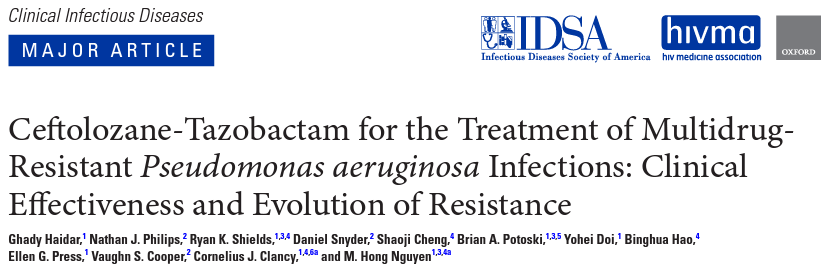 Clinical Infectious Diseases
MAJOR ARTICLE
IDSA
Infectious Diseases Society of America
hivma
hiv medicine association
OXFORD
Ceftolozane-Tazobactam for the Treatment of Multidrug-
Resistant Pseudomonas aeruginosa Infections: Clinical
Effectiveness and Evolution of Resistance
Ghady Haidar,1 Nathan J. Philips,2 Ryan K. Shields,1,3,4 Daniel Snyder,2 Shaoji Cheng,4 Brian A. Potoski,1,3,5 Yohei Doi,1 Binghua Hao,4
Ellen G. Press,1 Vaughn S. Cooper,2 Cornelius J. Clancy,1,4,6a and M. Hong Nguyen1,3,4a